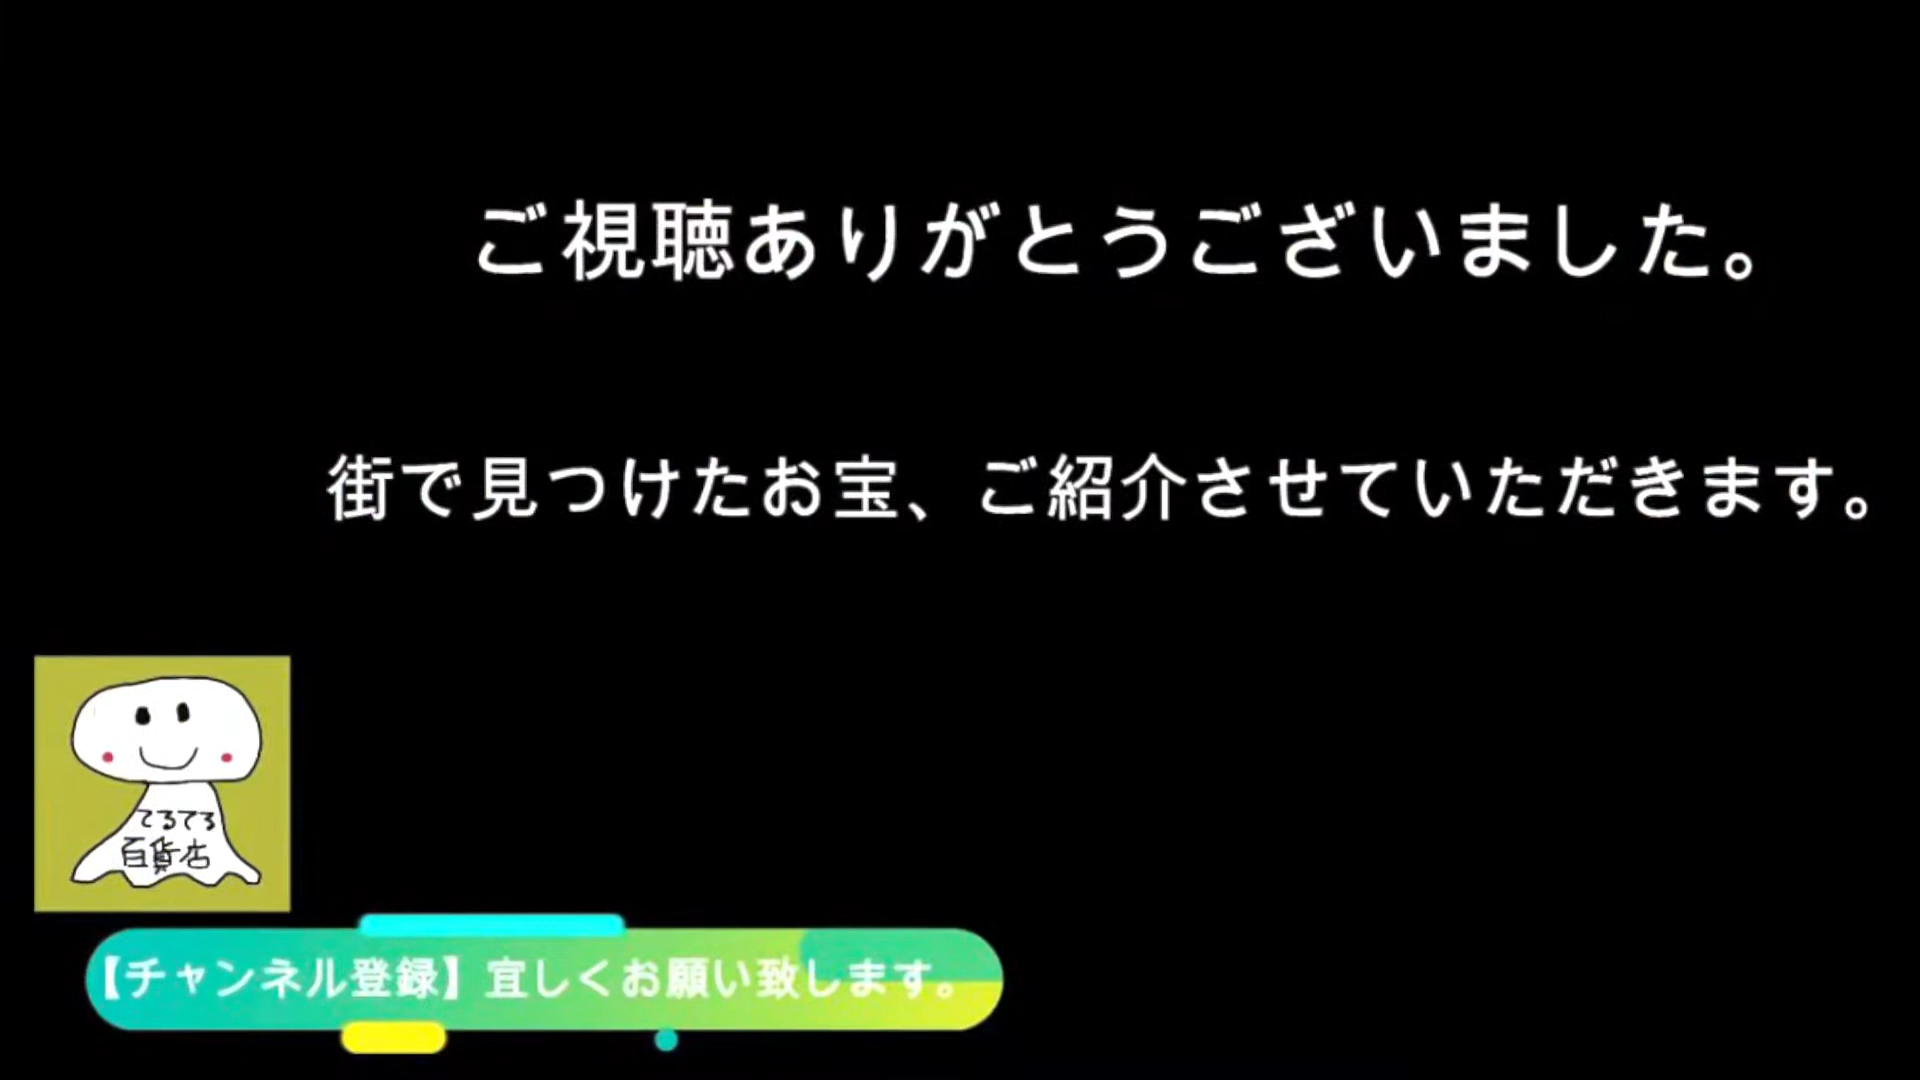 ご視聴ありがとうございました。
街で見つけたお宝、ご紹介させていただきます。
てるてる
百貨店
【チャンネル登録】宜しくお願い致します。